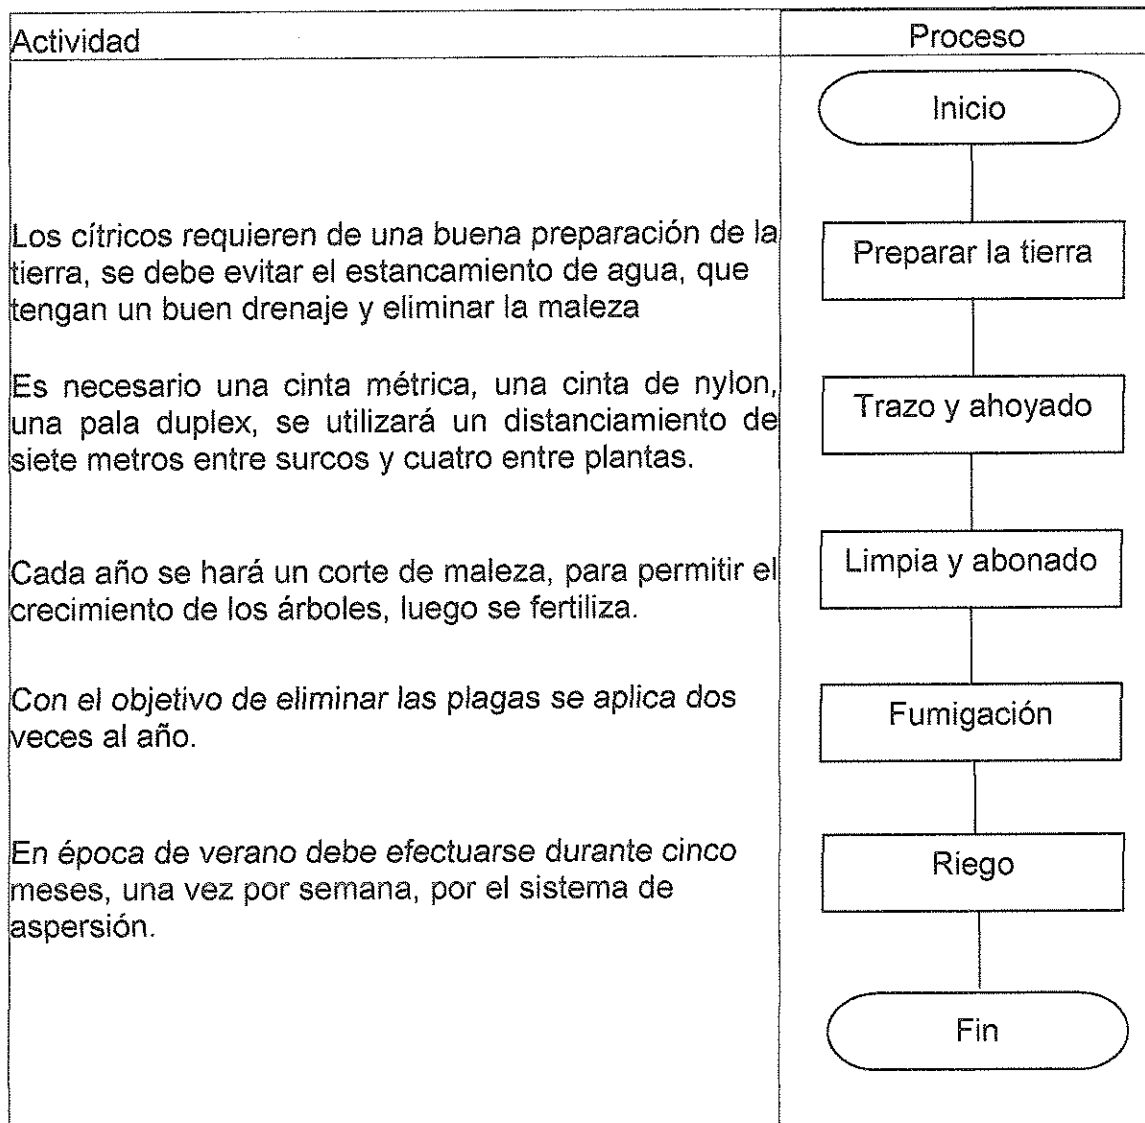 Actividad
Proceso
Inicio
Los cítricos requieren de una buena preparación de la
tierra, se debe evitar el estancamiento de agua, que
tengan un buen drenaje y eliminar la maleza
Preparar la tierra
Es necesario una cinta métrica, una cinta de nylon,
una pala duplex, se utilizará un distanciamiento de
siete metros entre surcos y cuatro entre plantas.
Trazo y ahoyado
Cada año se hará un corte de maleza, para permitir el
crecimiento de los árboles, luego se fertiliza.
Limpia y abonado
Con el objetivo de eliminar las plagas se aplica dos
veces al año.
Fumigación
En época de verano debe efectuarse durante cinco
meses, una vez por semana, por el sistema de
aspersión.
Riego
Fin